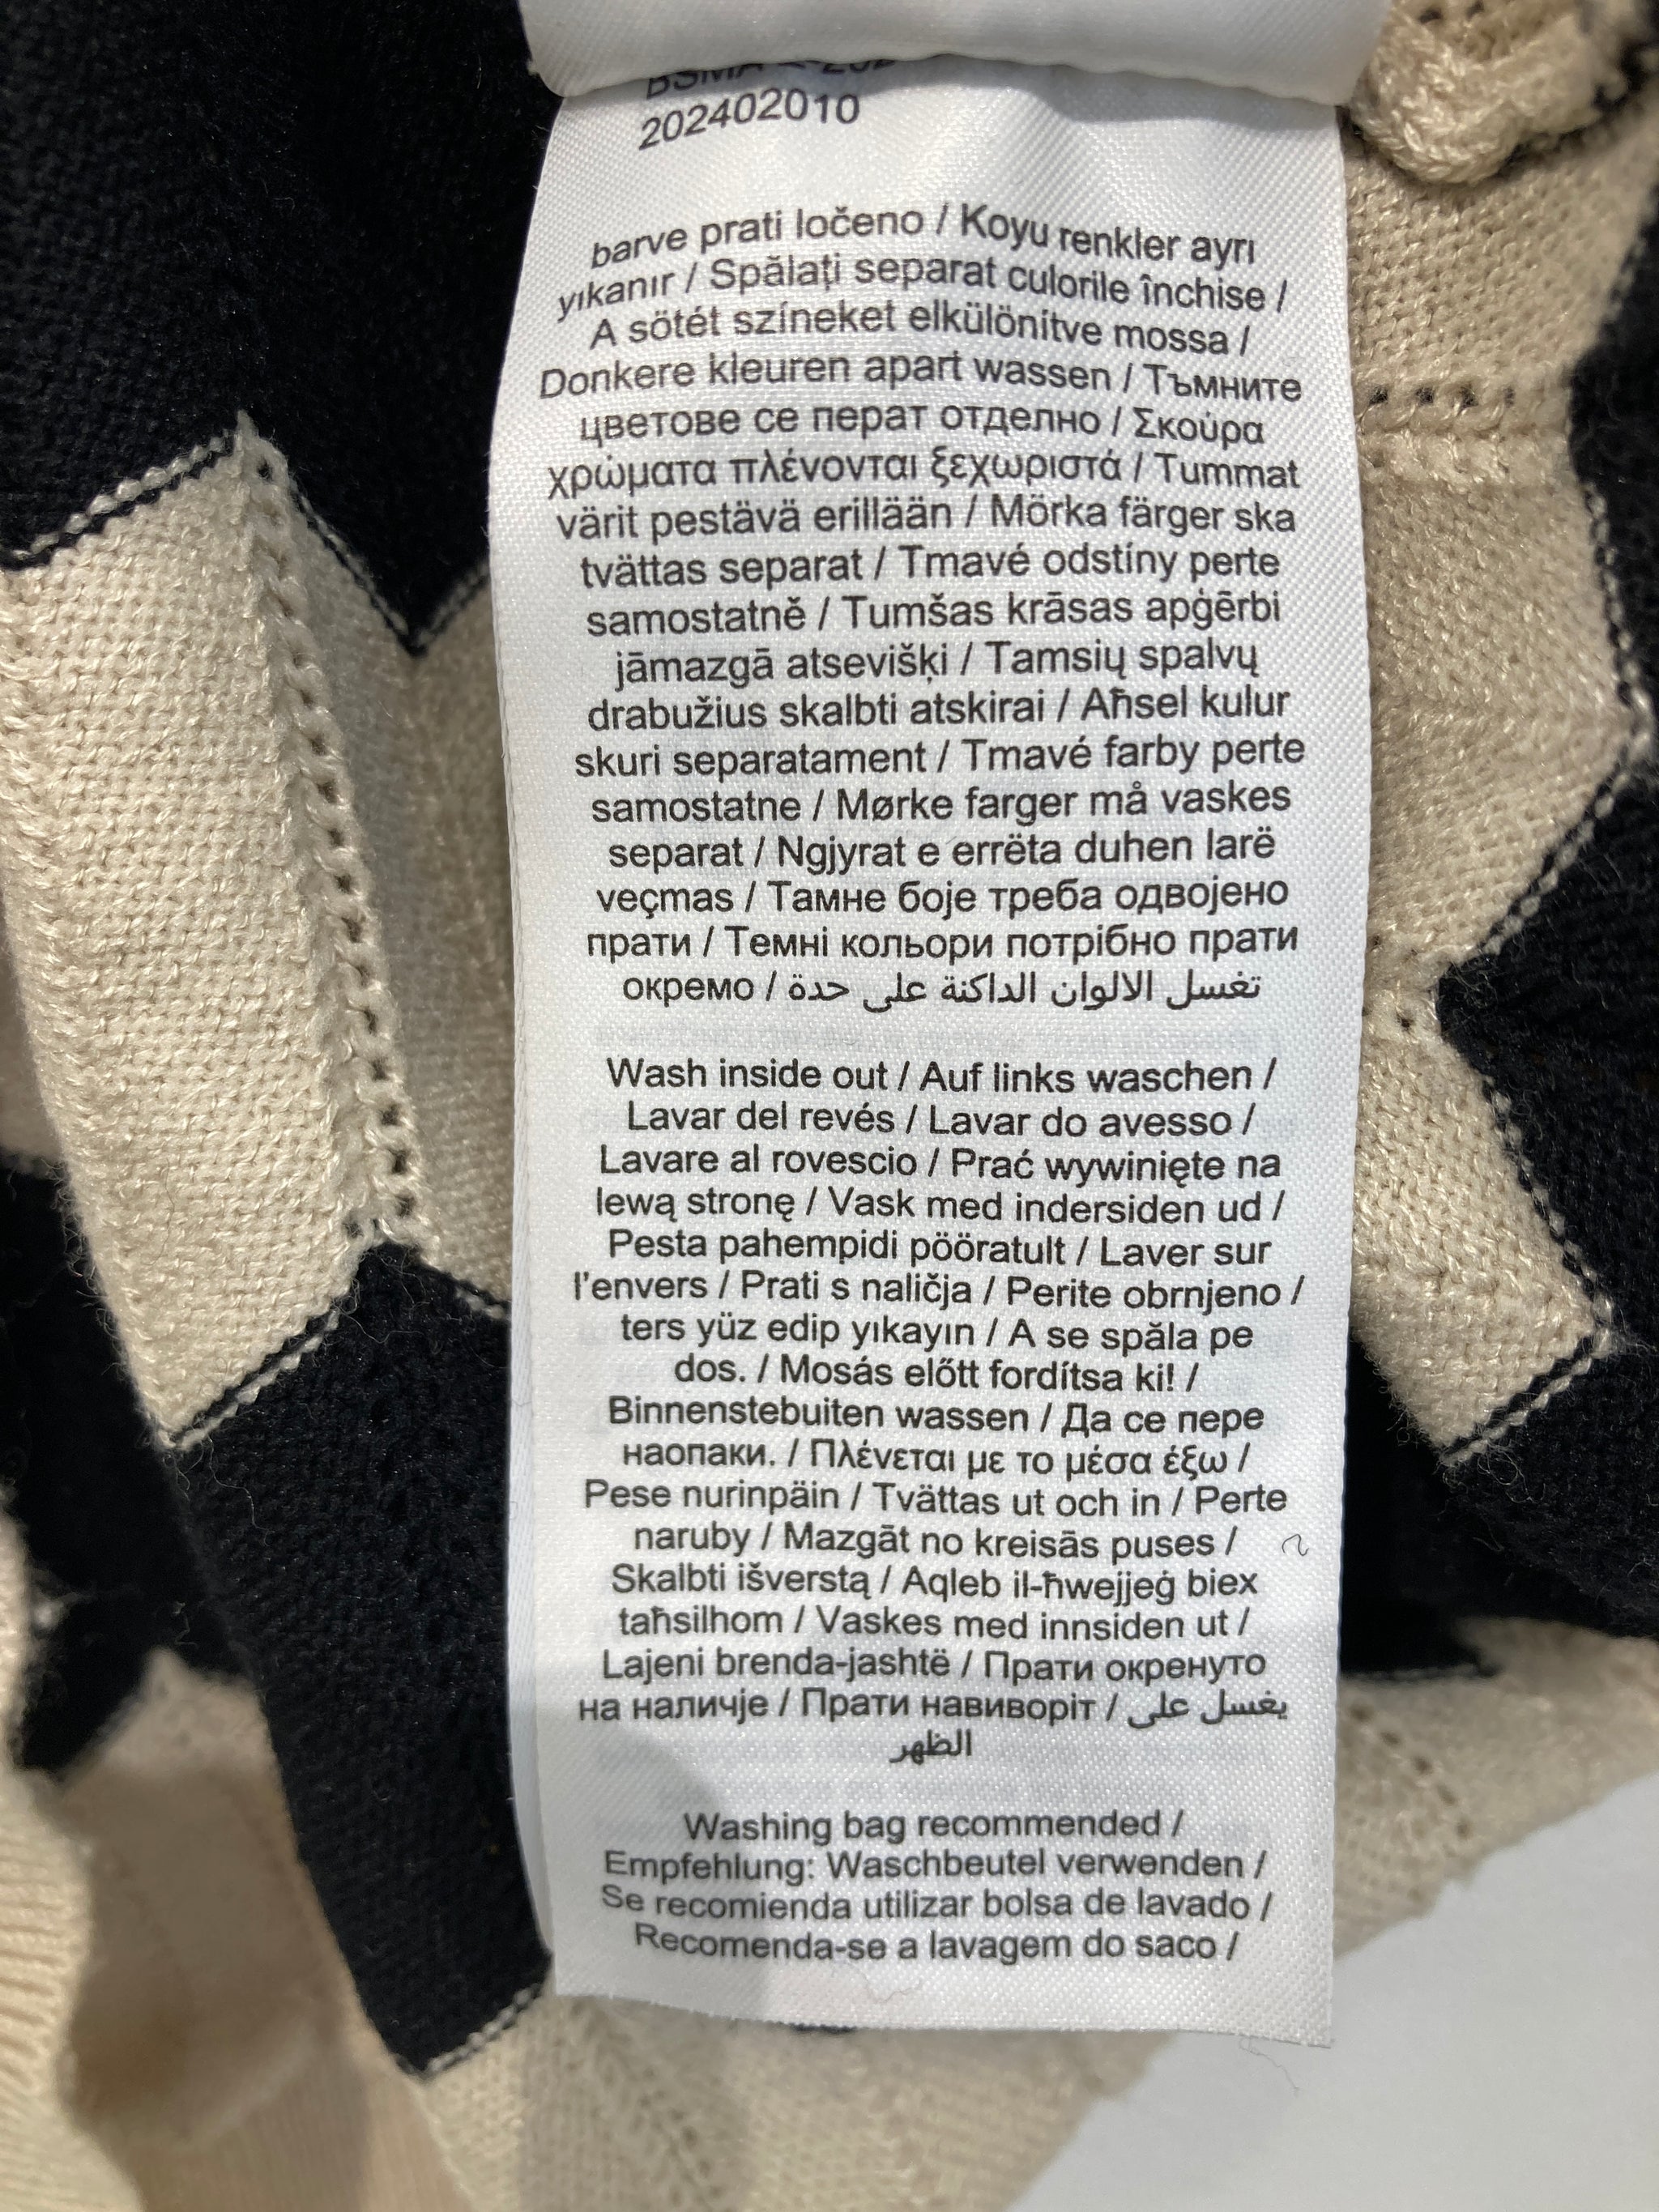 202402010
barve prati ločeno / Koyu renkler ayrı
yıkanır / Spălați separat culorile închise /
A sötét színeket elkülönítve mossa /
Donkere kleuren apart wassen / Тъмните
цветове се перат отделно / Σκούρα
χρώματα πλένονται ξεχωριστά / Tummat
värit pestävä erillään / Mörka färger ska
tvättas separat / Tmavé odstíny perte
samostatně / Tumšas krāsas apģērbi
jāmazgā atsevišķi / Tamsių spalvų
drabužius skalbti atskirai / Aħsel kulur
skuri separatament / Tmavé farby perte
samostatne / Mørke farger må vaskes
separat / Ngjyrat e errëta duhen larë
veçmas / Тамне боје треба одвојено
прати / Темні кольори потрібно прати
окремо / تغسل الالوان الداكنة على حدة
Wash inside out / Auf links waschen /
Lavar del revés / Lavar do avesso /
Lavare al rovescio / Prać wywinięte na
lewą stronę / Vask med indersiden ud /
Pesta pahempidi pööratult / Laver sur
l'envers / Prati s naličja / Perite obrnjeno /
ters yüz edip yıkayın / A se spăla pe
dos. / Mosás előtt fordítsa ki! /
Binnenstebuiten wassen / Да се пере
наопаки. / Πλένεται με το μέσα έξω /
Pese nurinpäin / Tvättas ut och in / Perte
naruby / Mazgāt no kreisās puses /
Skalbti išverstą / Aqleb il-ħwejjeġ biex
taħsilhom / Vaskes med innsiden ut /
Lajeni brenda-jashtë / Прати окренуто
на наличје / Прати навиворіт / يغسل على
الظهر
Washing bag recommended /
Empfehlung: Waschbeutel verwenden /
Se recomienda utilizar bolsa de lavado /
Recomenda-se a lavagem do saco /